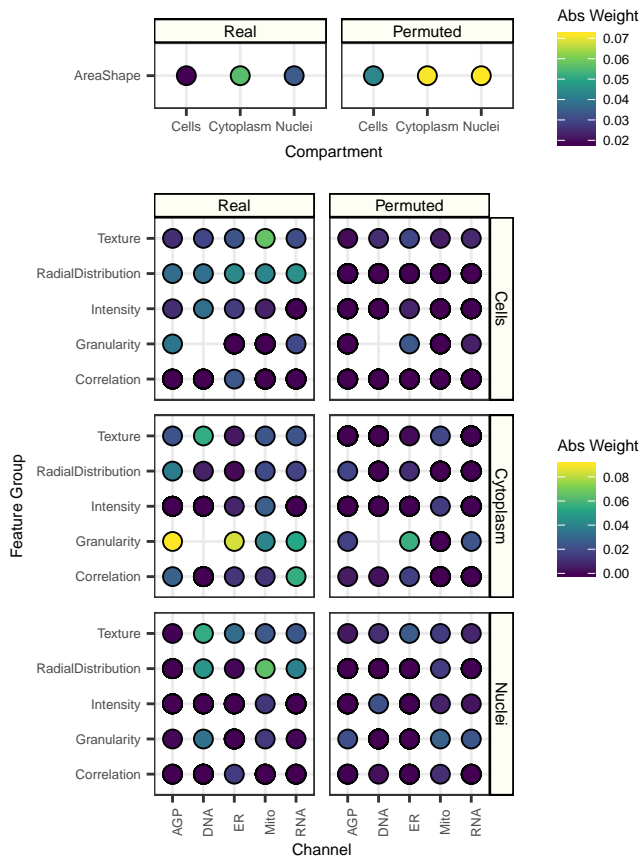 Abs Weight
Real Permuted
0.07
0.06
AreaShape
0.05
0.04
0.03
0.02
Cells Cytoplasm Nuclei Cells Cytoplasm Nuclei
Compartment
Real Permuted
Texture
RadialDistribution
Intensity
Granularity
Correlation
Cells
Texture
RadialDistribution
Intensity
Granularity
Correlation
Cytoplasm
Abs Weight
0.08
0.06
0.04
0.02
0.00
Feature Group
Texture
RadialDistribution
Intensity
Granularity
Correlation
Nuclei
AGP DNA ER Mito RNA AGP DNA ER Mito RNA
Channel